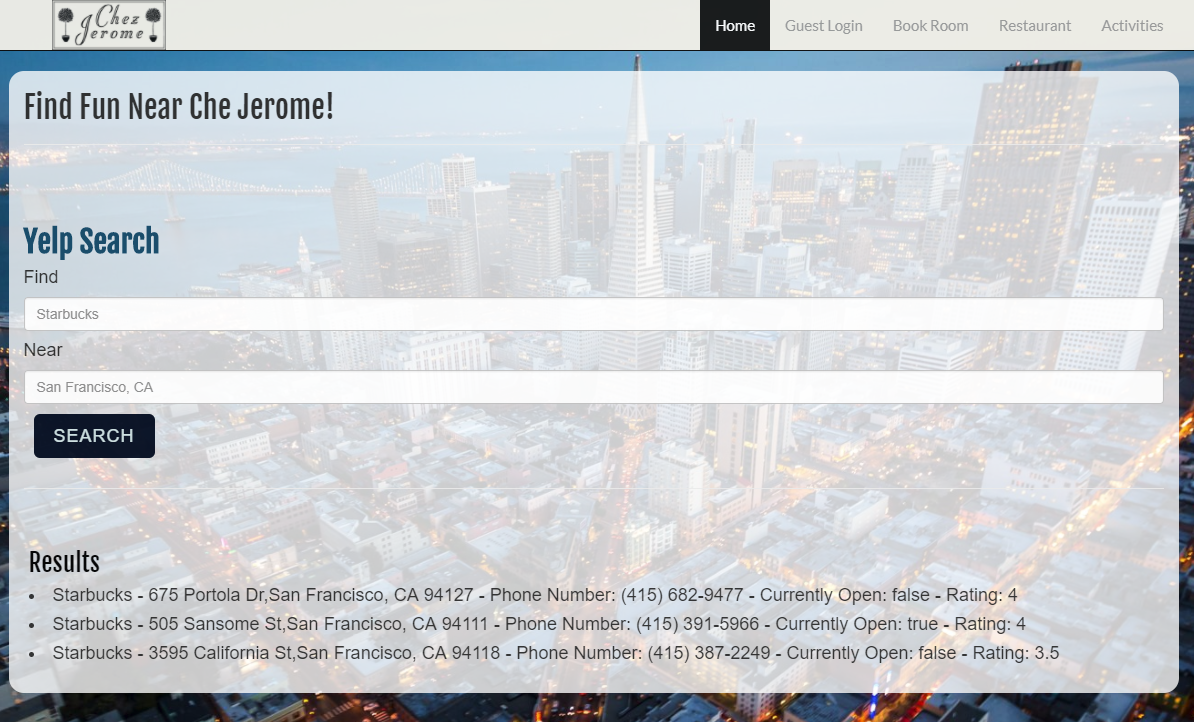 gChez
Jerome
Home Guest Login Book Room Restaurant Activities
Find Fun Near Che Jerome!
Yelp Search
Find
Starbucks
Near
San Francisco, CA
SEARCH
Results
Starbucks - 675 Portola Dr,San Francisco, CA 94127 - Phone Number: (415) 682-9477 - Currently Open: false - Rating: 4
Starbucks - 505 Sansome St,San Francisco, CA 94111 - Phone Number: (415) 391-5966 - Currently Open: true - Rating: 4
Starbucks - 3595 California St,San Francisco, CA 94118 - Phone Number: (415) 387-2249 - Currently Open: false - Rating: 3.5